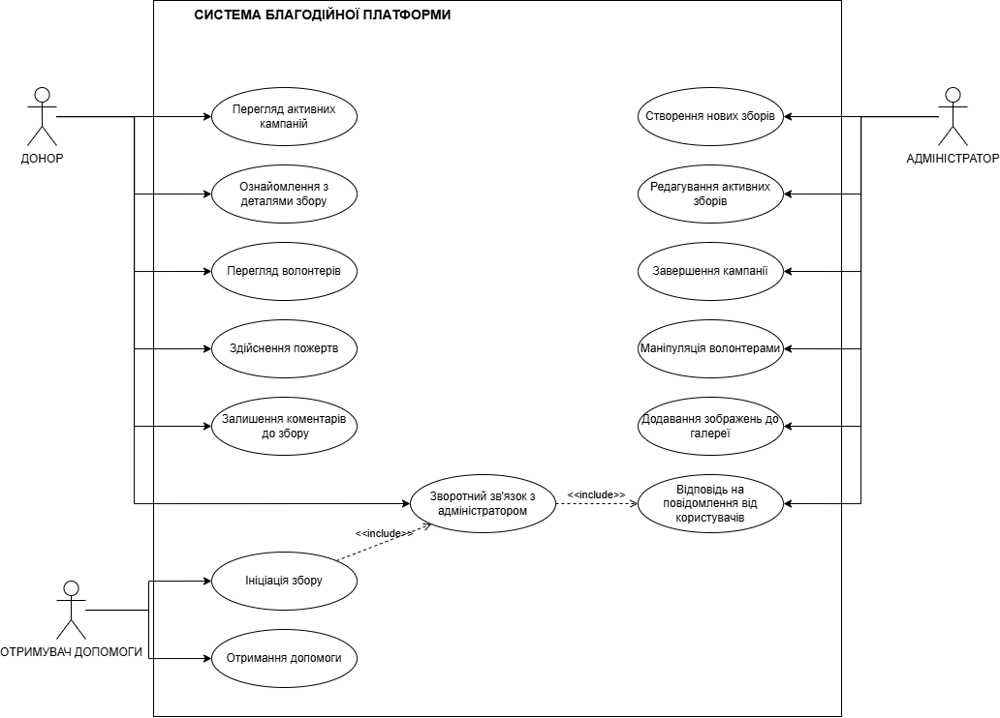 СИСТЕМА БЛАГОДІЙНОЇ ПЛАТФОРМИ
ДОНОР
Перегляд активних
кампаній
Ознайомлення з
деталями збору
Перегляд волонтерів
Здійснення пожертв
Залишення коментарів
до збору
АДМІНІСТРАТОР
Створення нових зборів
Редагування активних
зборів
Завершення кампанії
Маніпуляція волонтерами
Додавання зображень до
галереї
Зворотний зв'язок з
адміністратором
<<include>>
Відповідь на
повідомлення від
користувачів
<<include>>
ОТРИМУВАЧ ДОПОМОГИ
Ініціація збору
Отримання допомоги